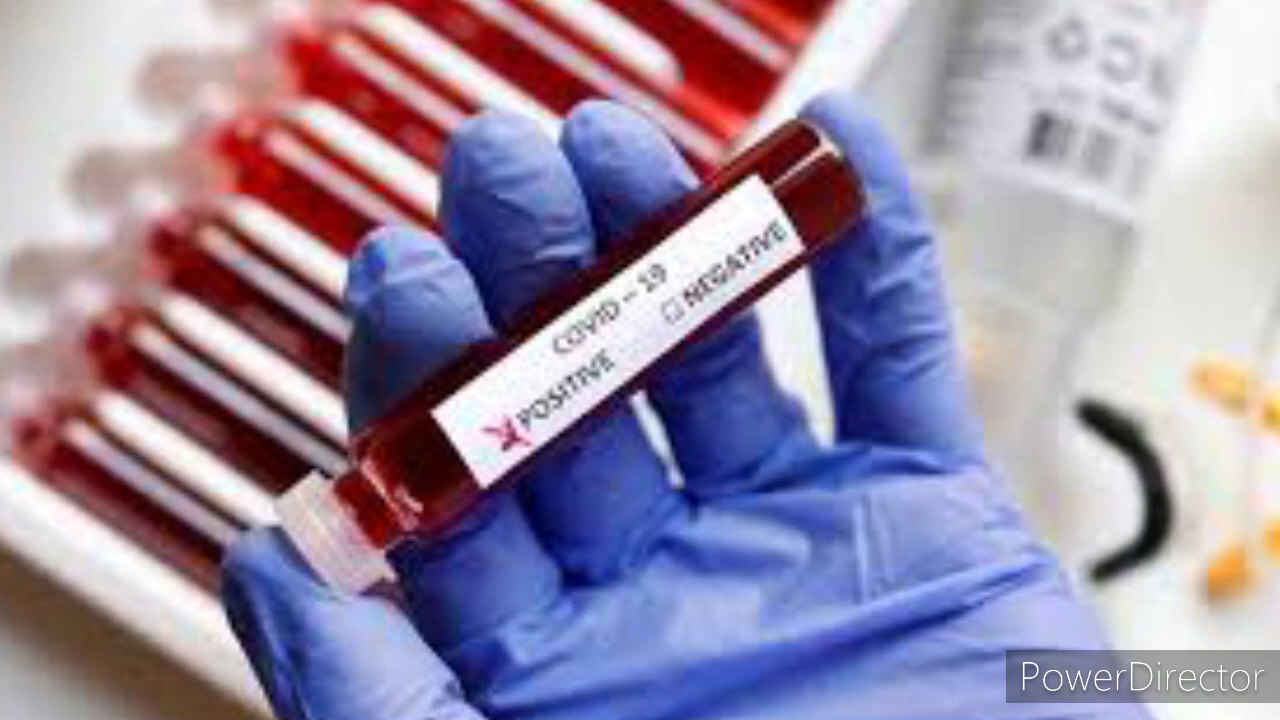 COVID – 19
POSITIVE
☐ NEGATIVE
PowerDirector